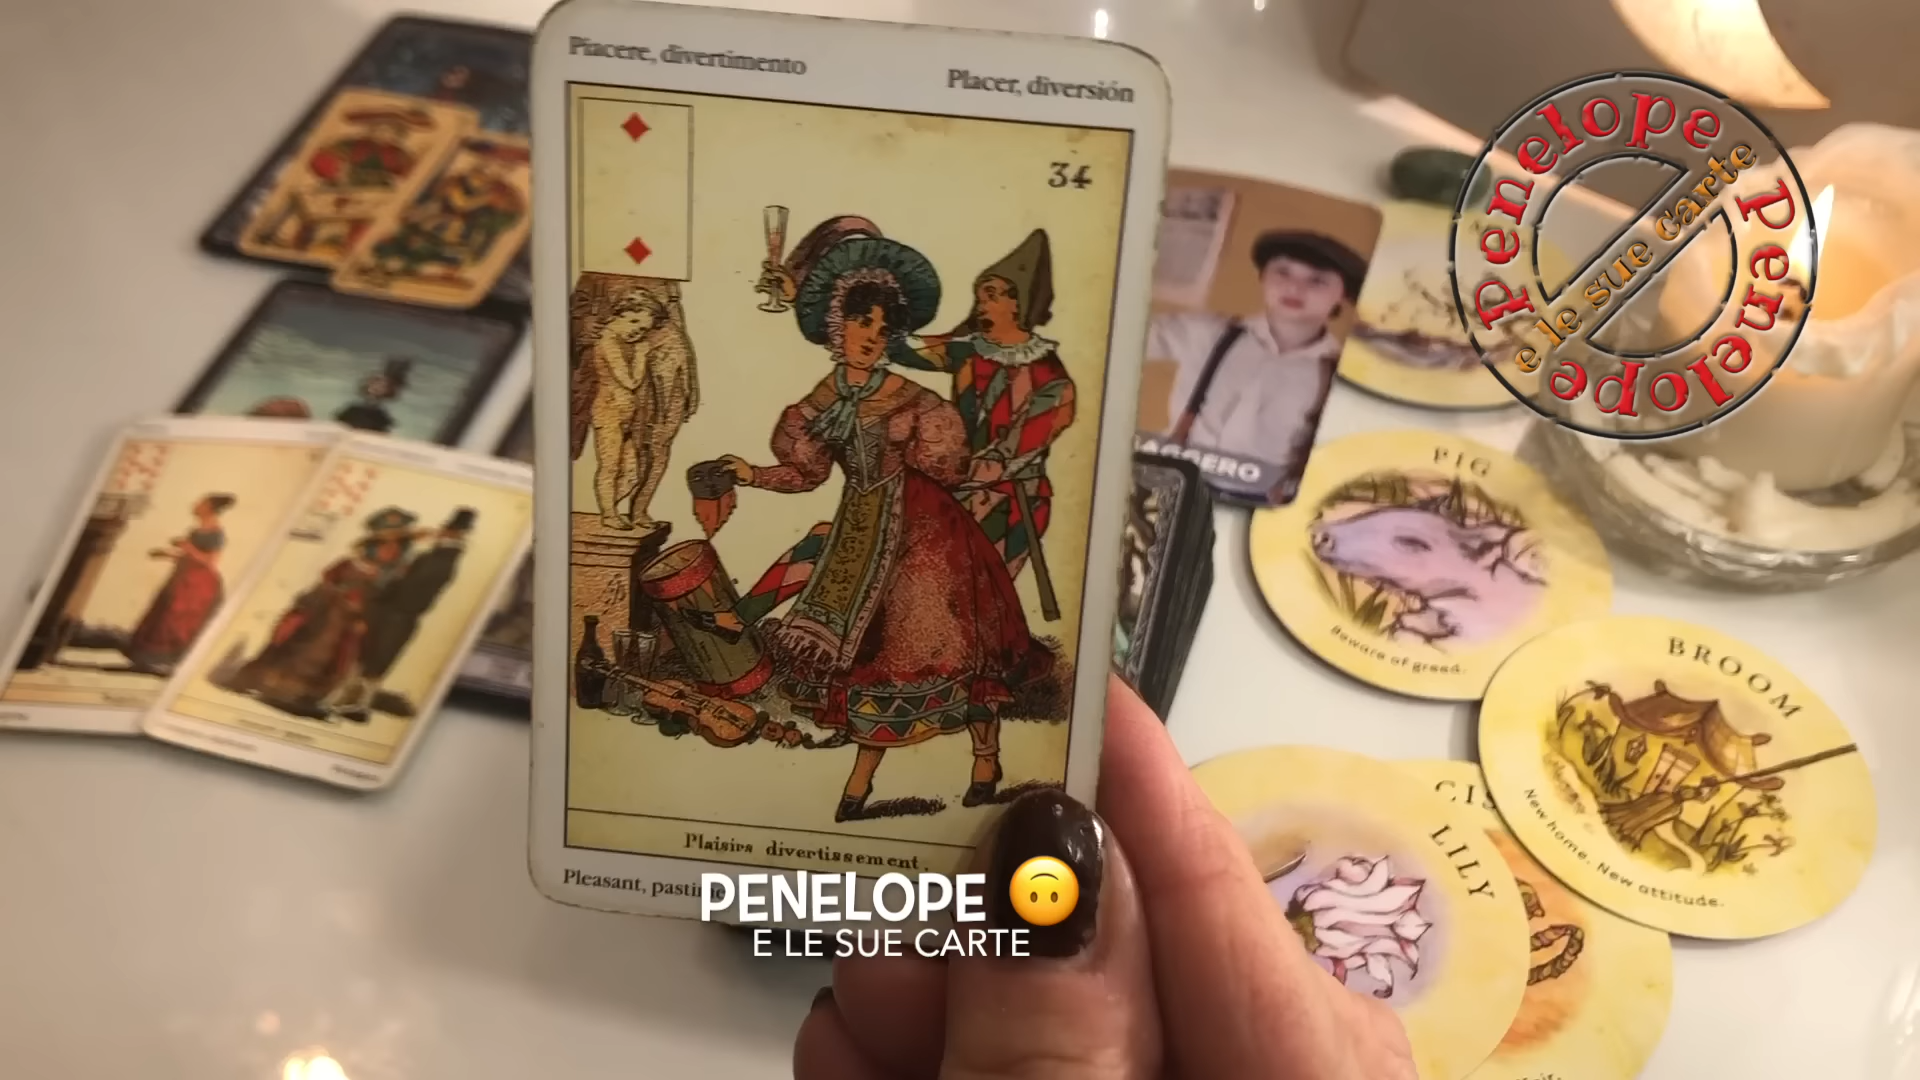 Piacere, divertimento
Placer, diversión
34
Plaisirs divertissement.
Pleasant,
PENELOPE 🙃
E LE SUE CARTE
Penelope Penelope
e le sue carte
PIG
Beware of greed.
BROOM
New home. New attitude.
LILY